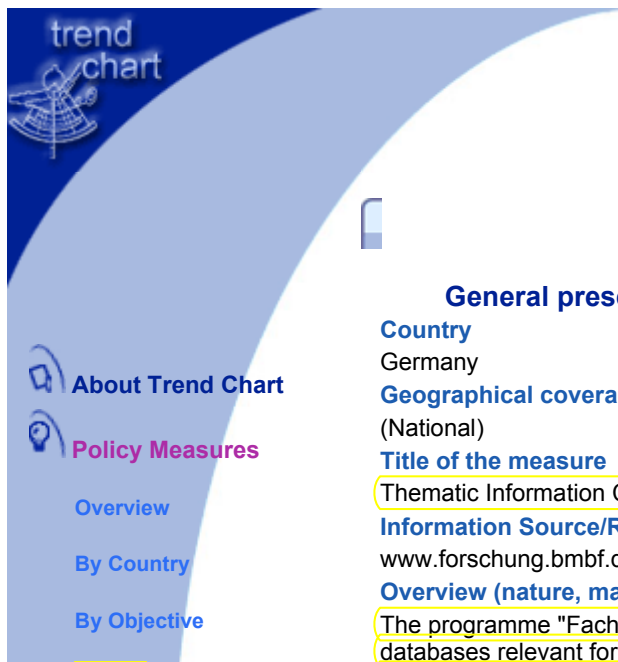 trend
chart
General pres
Country
Germany
Geographical covera
(National)
Title of the measure
Thematic Information
Information Source/R
www.forschung.bmbf.
Overview (nature, ma
The programme "Fach
databases relevant for
About Trend Chart
Policy Measures
Overview
By Country
By Objective